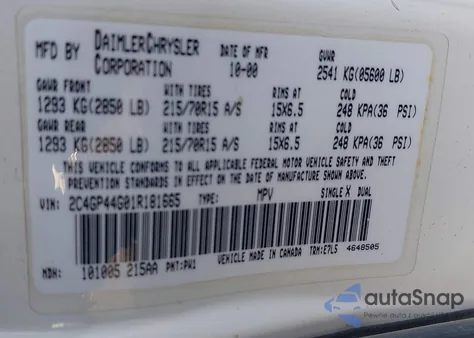 MFD BY DAIMLERCHRYSLER CORPORATION DATE OF MFR 10-00 GVWR 2541 KG(05600 LB)
GAWR FRONT WITH TIRES RIMS AT COLD
1293 KG(2850 LB) 215/70R15 A/S 15X6.5 248 KPA(36 PSI)
GAWR REAR WITH TIRES RIMS AT COLD
1293 KG(2850 LB) 215/70R15 A/S 15X6.5 248 KPA(36 PSI)
THIS VEHICLE CONFORMS TO ALL APPLICABLE FEDERAL MOTOR VEHICLE SAFETY AND THEFT
PREVENTION STANDARDS IN EFFECT ON THE DATE OF MANUFACTURE SHOWN ABOVE.
VIN: 2C4GP44G01R181665 TYPE: MPV SINGLE X DUAL
VEHICLE MADE IN CANADA TRM:E7L5 4648505
MDH: 101005 215AA PNT:PW1
autoSnap
Pewne auta z